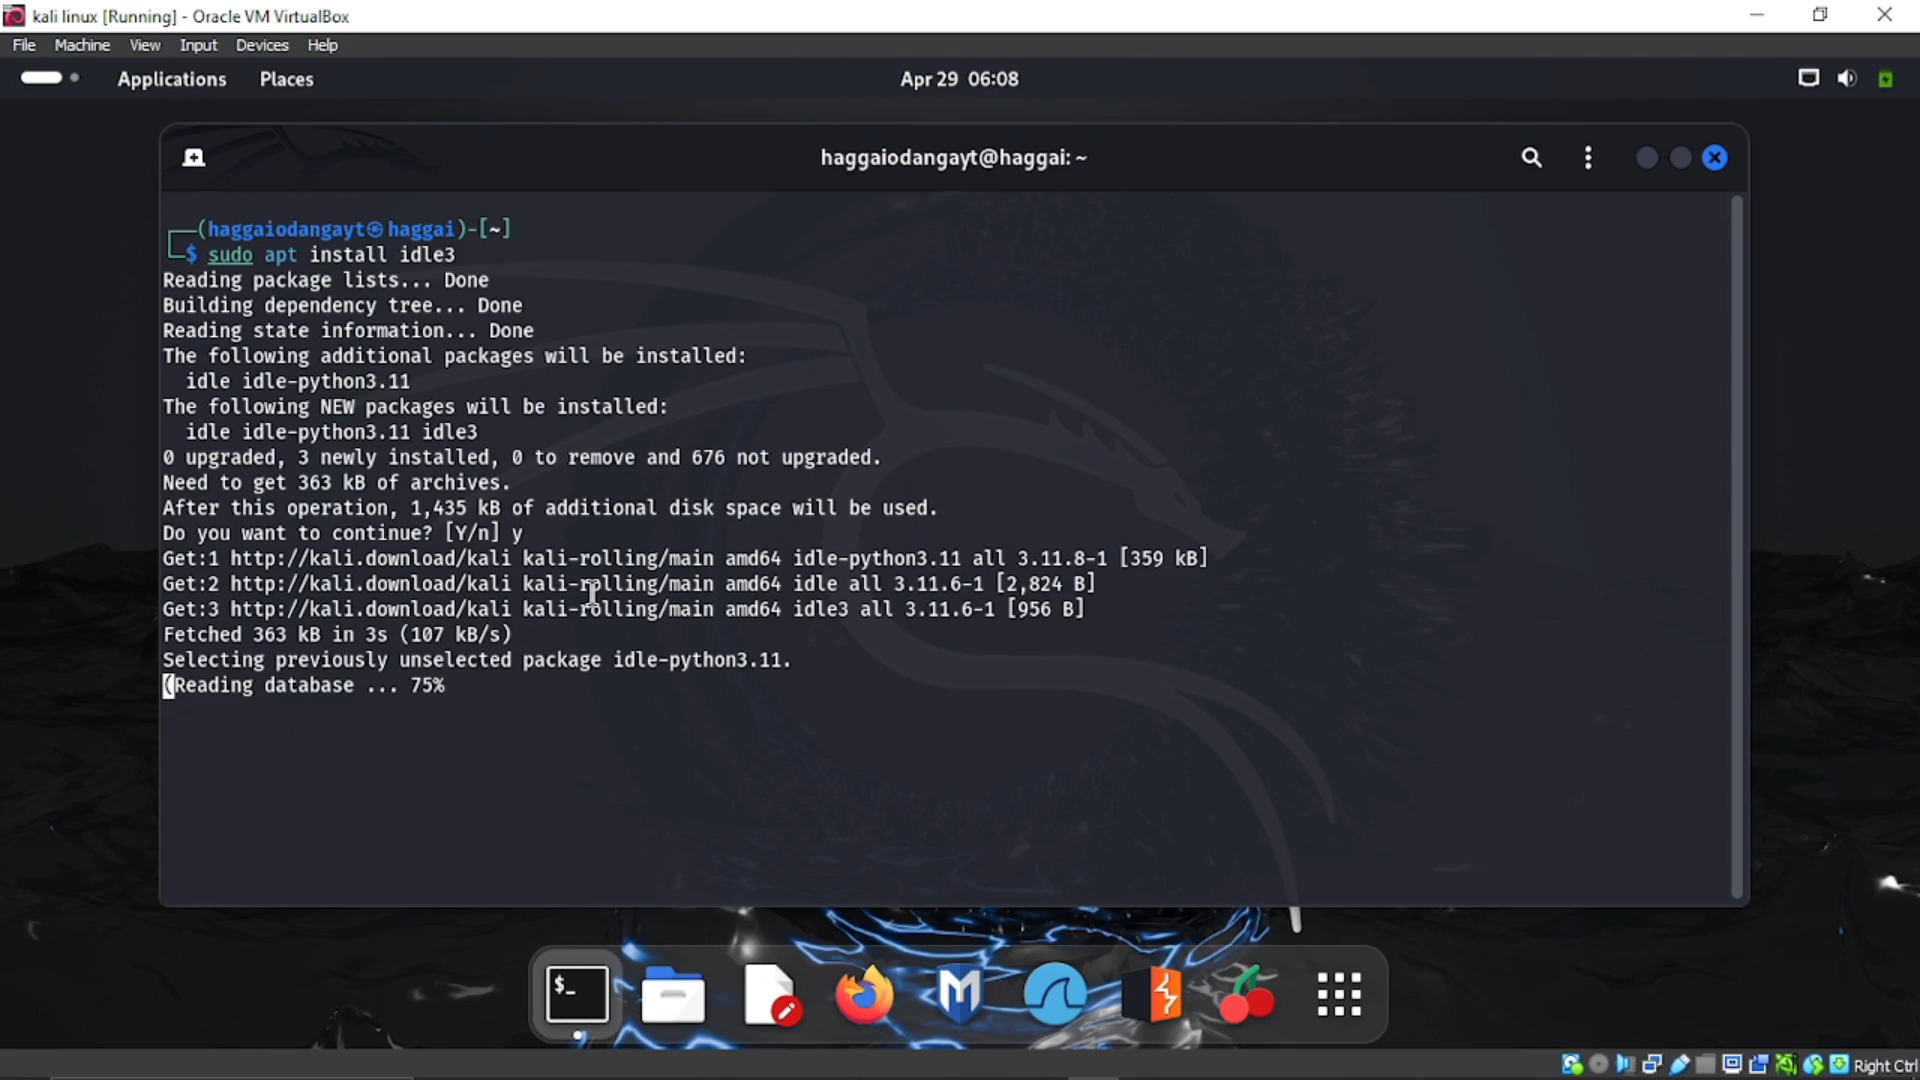 kali linux [Running] - Oracle VM VirtualBox
File Machine View Input Devices Help
Applications Places Apr 29 06:08
haggaiodangayt@haggai: ~
┌──(haggaiodangayt㉿haggai)-[~]
└─$ sudo apt install idle3
Reading package lists... Done
Building dependency tree... Done
Reading state information... Done
The following additional packages will be installed:
  idle idle-python3.11
The following NEW packages will be installed:
  idle idle-python3.11 idle3
0 upgraded, 3 newly installed, 0 to remove and 676 not upgraded.
Need to get 363 kB of archives.
After this operation, 1,435 kB of additional disk space will be used.
Do you want to continue? [Y/n] y
Get:1 http://kali.download/kali kali-rolling/main amd64 idle-python3.11 all 3.11.8-1 [359 kB]
Get:2 http://kali.download/kali kali-rolling/main amd64 idle all 3.11.6-1 [2,824 B]
Get:3 http://kali.download/kali kali-rolling/main amd64 idle3 all 3.11.6-1 [956 B]
Fetched 363 kB in 3s (107 kB/s)
Selecting previously unselected package idle-python3.11.
(Reading database ... 75%
$_
Right Ctrl